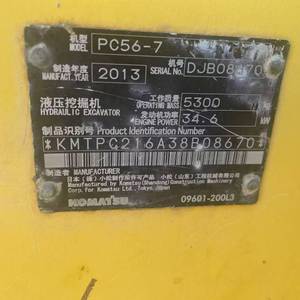 机型 MODEL PC56-7 机号 SERIAL NO. DJB08670
制造年度 MANUFACT.YEAR 2013
液压挖掘机 HYDRAULIC EXCAVATOR 工作质量 OPERATING MASS 5300 kg
发动机功率 ENGINE POWER 34.6 kW
制造产品识别号 Product Identification Number
*KMTPC216A38B08670*
制造者 MANUFACTURER
Manufactured by Komatsu (Shandong) Construction Machinery
Corp. for Komatsu Ltd., Tokyo Japan
KOMATSU 09601-200L3